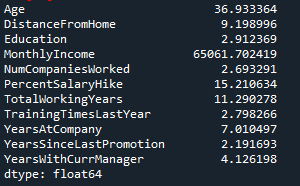 Age 36.933364
DistanceFromHome 9.198996
Education 2.912369
MonthlyIncome 65061.702419
NumCompaniesWorked 2.693291
PercentSalaryHike 15.210634
TotalWorkingYears 11.290278
TrainingTimesLastYear 2.798266
YearsAtCompany 7.010497
YearsSinceLastPromotion 2.191693
YearsWithCurrManager 4.126198
dtype: float64